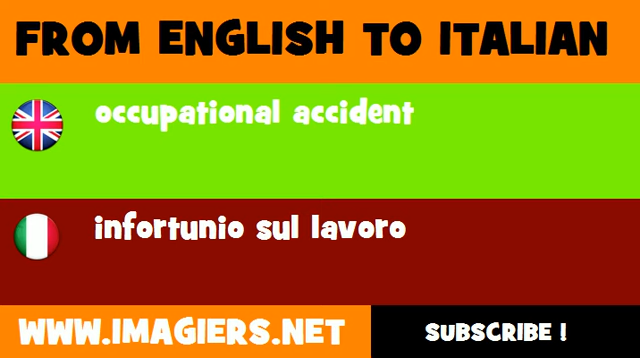 FROM ENGLISH TO ITALIAN
occupational accident
infortunio sul lavoro
WWW.IMAGIERS.NET
SUBSCRIBE !